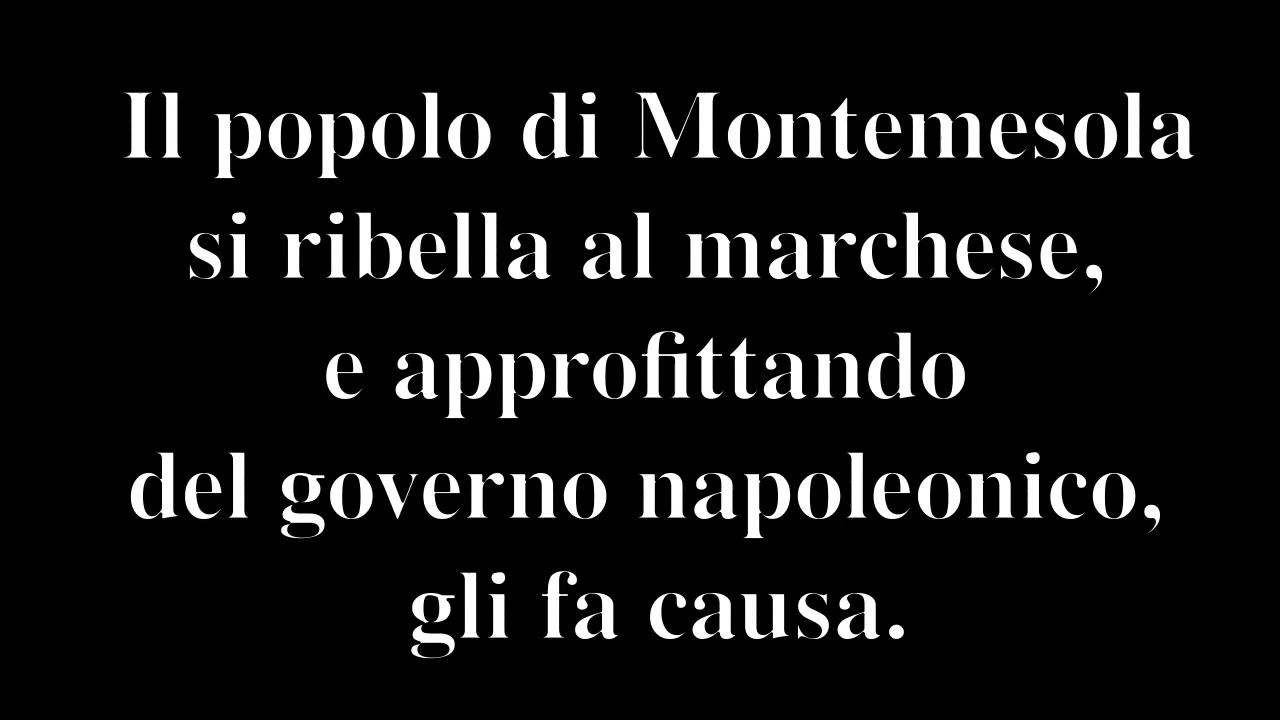 Il popolo di Montemesola
si ribella al marchese,
e approfittando
del governo napoleonico,
gli fa causa.